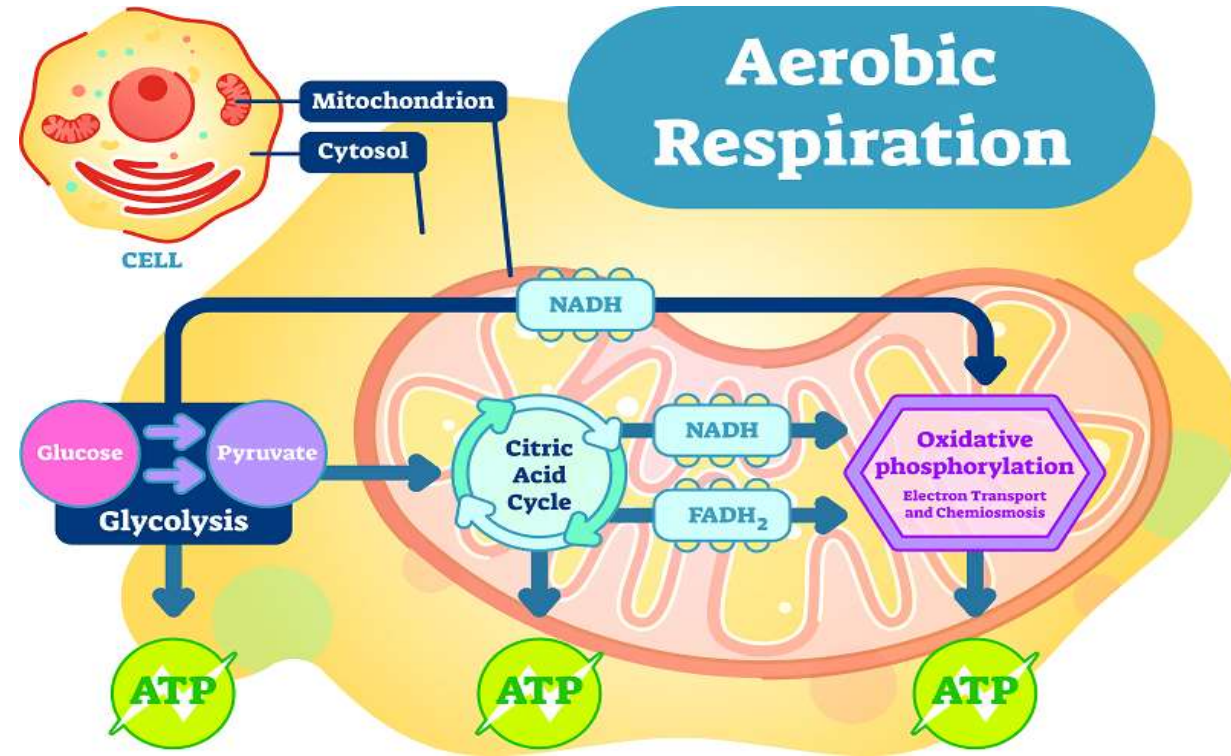 Aerobic
Respiration
Mitochondrion
Cytosol
CELL
NADH
Glucose
Pyruvate
Glycolysis
Citric
Acid
Cycle
NADH
FADH₂
Oxidative
phosphorylation
Electron Transport
and Chemiosmosis
ATP
ATP
ATP